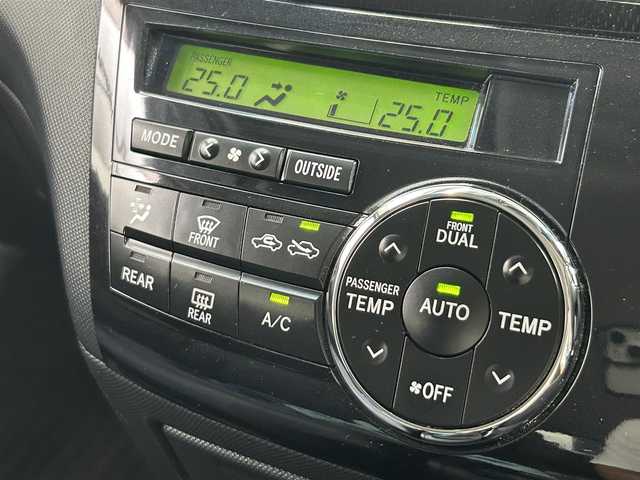 PASSENGER
25.0
TEMP
25.0
MODE
OUTSIDE
FRONT
REAR
REAR
A/C
FRONT
DUAL
PASSENGER
TEMP
AUTO
TEMP
OFF